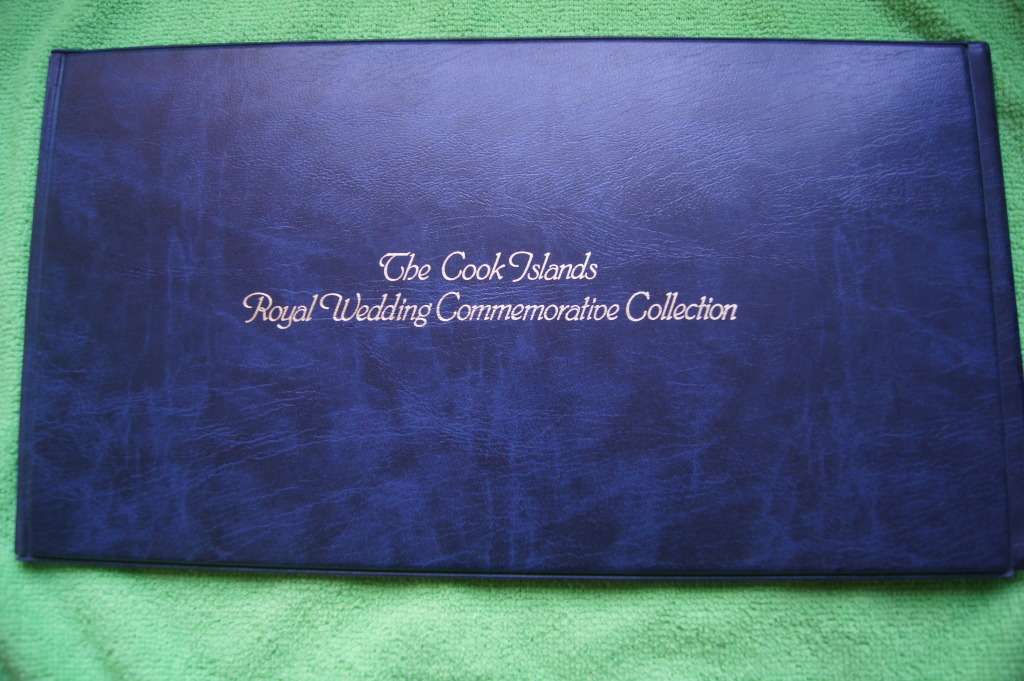 The Cook Islands
Royal Wedding Commemorative Collection